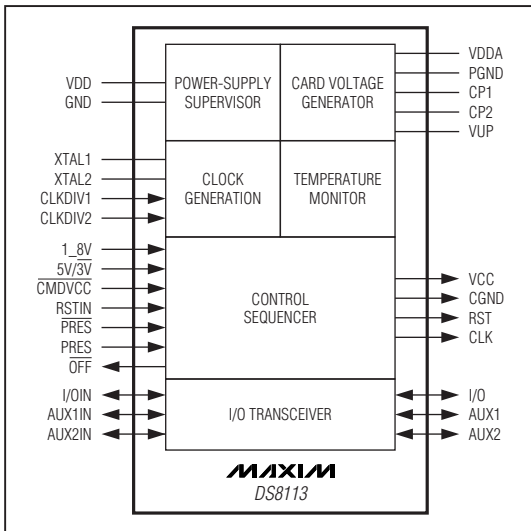 VDD
GND
XTAL1
XTAL2
CLKDIV1
CLKDIV2
1_8V
5V/3V
CMDVCC
RSTIN
PRES
PRES
OFF
I/OIN
AUX1IN
AUX2IN
POWER-SUPPLY
SUPERVISOR
CARD VOLTAGE
GENERATOR
CLOCK
GENERATION
TEMPERATURE
MONITOR
CONTROL
SEQUENCER
I/O TRANSCEIVER
MAXIM
DS8113
VDDA
PGND
CP1
CP2
VUP
VCC
CGND
RST
CLK
I/O
AUX1
AUX2